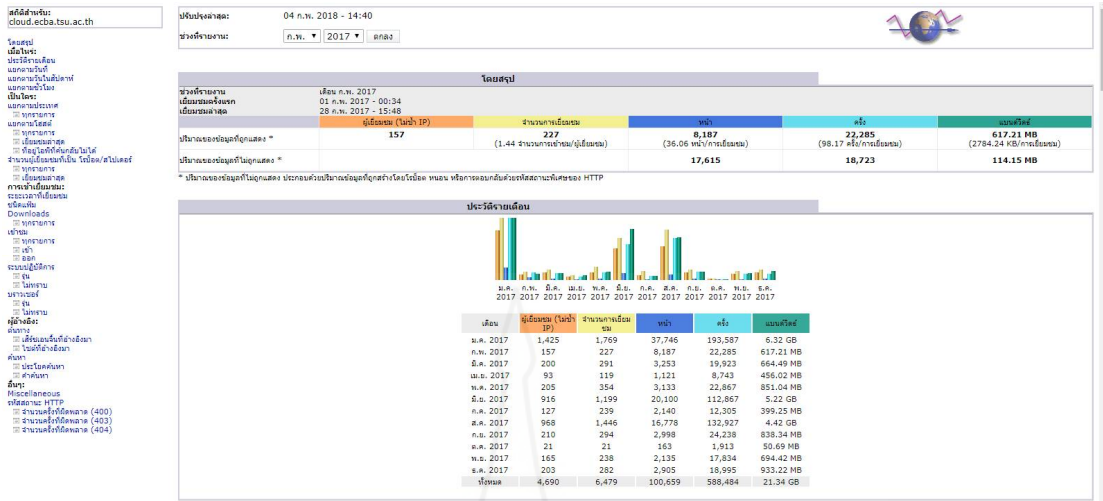 สถิติสำหรับ:
cloud.ecba.tsu.ac.th
โดยสรุป
เมื่อไหร่:
ประวัติรายเดือน
แยกตามวันที่
แยกตามวันในสัปดาห์
แยกตามชั่วโมง
เป็นใคร:
แยกตามประเทศ
ทุกรายการ
แยกตามโฮสต์
ทุกรายการ
เยี่ยมชมล่าสุด
ที่อยู่ไอพีที่ค้นกลับไม่ได้
จำนวนผู้เยี่ยมชมที่เป็น โรบ็อต/สไปเดอร์
ทุกรายการ
เยี่ยมชมล่าสุด
การเข้าเยี่ยมชม:
ระยะเวลาที่เยี่ยมชม
ชนิดแฟ้ม
Downloads
ทุกรายการ
เข้าชม
ทุกรายการ
เข้า
ออก
ระบบปฏิบัติการ
รุ่น
ไม่ทราบ
บราวเซอร์
รุ่น
ไม่ทราบ
ผู้อ้างอิง:
ต้นทาง
เสิร์ชเอนจิ้นที่อ้างอิงมา
ไซต์ที่อ้างอิงมา
ค้นหา
ประโยคค้นหา
คำค้นหา
อื่นๆ:
Miscellaneous
รหัสสถานะ HTTP
จำนวนครั้งที่ผิดพลาด (400)
จำนวนครั้งที่ผิดพลาด (403)
จำนวนครั้งที่ผิดพลาด (404)
ปรับปรุงล่าสุด: 04 ก.พ. 2018 - 14:40
ช่วงที่รายงาน: ก.พ. 2017 ตกลง
โดยสรุป
ช่วงที่รายงาน เดือน ก.พ. 2017
เยี่ยมชมครั้งแรก 01 ก.พ. 2017 - 00:34
เยี่ยมชมล่าสุด 28 ก.พ. 2017 - 15:48
ผู้เยี่ยมชม (ไม่ซ้ำ IP) จำนวนการเยี่ยมชม หน้า ครั้ง แบนด์วิดธ์
ปริมาณของข้อมูลที่ถูกแสดง * 157 227 8,187 22,285 617.21 MB
(1.44 จำนวนการเข้าชม/ผู้เยี่ยมชม) (36.06 หน้า/การเยี่ยมชม) (98.17 ครั้ง/การเยี่ยมชม) (2784.24 KB/การเยี่ยมชม)
ปริมาณของข้อมูลที่ไม่ถูกแสดง * 17,615 18,723 114.15 MB
* ปริมาณของข้อมูลที่ไม่ถูกแสดง ประกอบด้วยปริมาณข้อมูลที่ถูกสร้างโดยโรบ็อต หนอน หรือการตอบกลับด้วยรหัสสถานะพิเศษของ HTTP
ประวัติรายเดือน
ม.ค. ก.พ. มี.ค. เม.ย. พ.ค. มิ.ย. ก.ค. ส.ค. ก.ย. ต.ค. พ.ย. ธ.ค.
2017 2017 2017 2017 2017 2017 2017 2017 2017 2017 2017 2017
เดือน ผู้เยี่ยมชม (ไม่ซ้ำ IP) จำนวนการเยี่ยมชม หน้า ครั้ง แบนด์วิดธ์
ม.ค. 2017 1,425 1,769 37,746 193,587 6.32 GB
ก.พ. 2017 157 227 8,187 22,285 617.21 MB
มี.ค. 2017 200 291 3,253 19,923 664.49 MB
เม.ย. 2017 93 119 1,121 8,743 456.02 MB
พ.ค. 2017 205 354 3,133 22,867 851.04 MB
มิ.ย. 2017 916 1,199 20,100 112,867 5.22 GB
ก.ค. 2017 127 239 2,140 12,305 399.25 MB
ส.ค. 2017 968 1,446 16,778 132,927 4.42 GB
ก.ย. 2017 210 294 2,998 24,238 838.34 MB
ต.ค. 2017 21 21 163 1,913 50.69 MB
พ.ย. 2017 165 238 2,135 17,834 694.42 MB
ธ.ค. 2017 203 282 2,905 18,995 933.22 MB
ทั้งหมด 4,690 6,479 100,659 588,484 21.34 GB